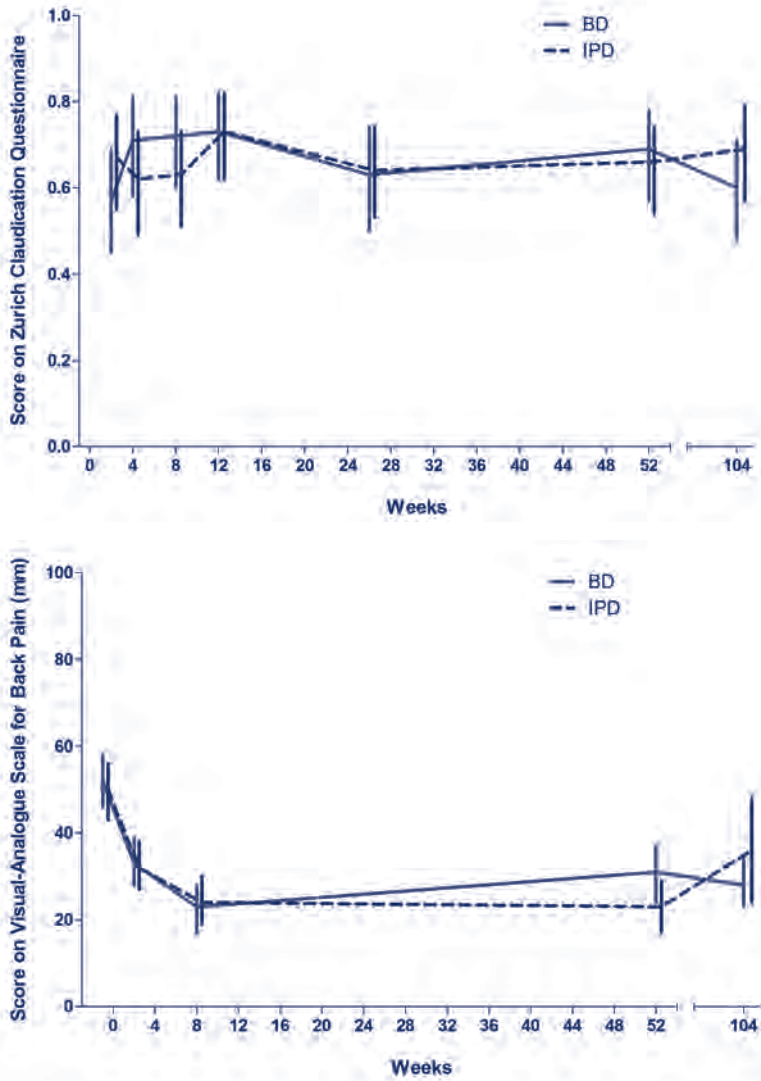 Score on Zurich Claudication Questionnaire
1.0
0.8
0.6
0.4
0.2
0.0
BD
IPD
0 4 8 12 16 20 24 28 32 36 40 44 48 52 104
Weeks
Score on Visual-Analogue Scale for Back Pain (mm)
100
80
60
40
20
0
BD
IPD
0 4 8 12 16 20 24 28 32 36 40 44 48 52 104
Weeks